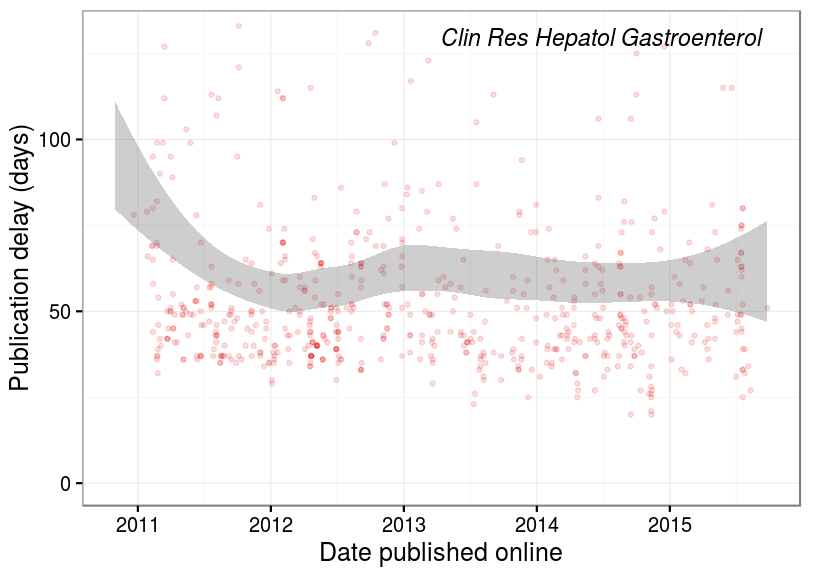 Clin Res Hepatol Gastroenterol
Publication delay (days)
100
50
0
2011 2012 2013 2014 2015
Date published online